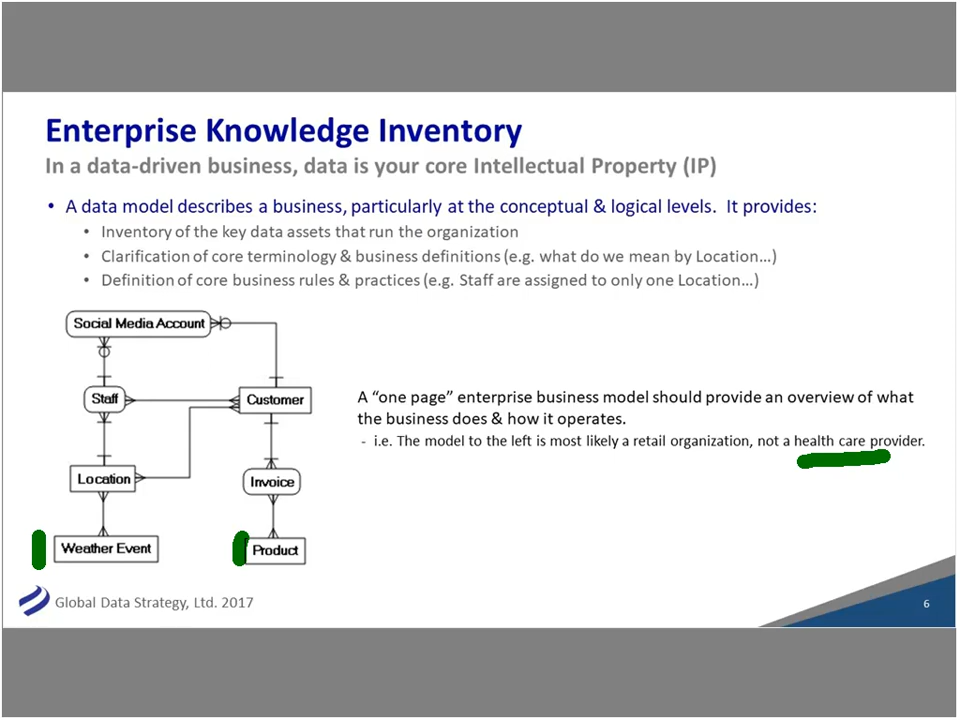 Enterprise Knowledge Inventory
In a data-driven business, data is your core Intellectual Property (IP)
• A data model describes a business, particularly at the conceptual & logical levels. It provides:
• Inventory of the key data assets that run the organization
• Clarification of core terminology & business definitions (e.g. what do we mean by Location…)
• Definition of core business rules & practices (e.g. Staff are assigned to only one Location…)
Social Media Account
Staff
Customer
Location
Invoice
Weather Event
Product
A “one page” enterprise business model should provide an overview of what
the business does & how it operates.
- i.e. The model to the left is most likely a retail organization, not a health care provider.
Global Data Strategy, Ltd. 2017
6